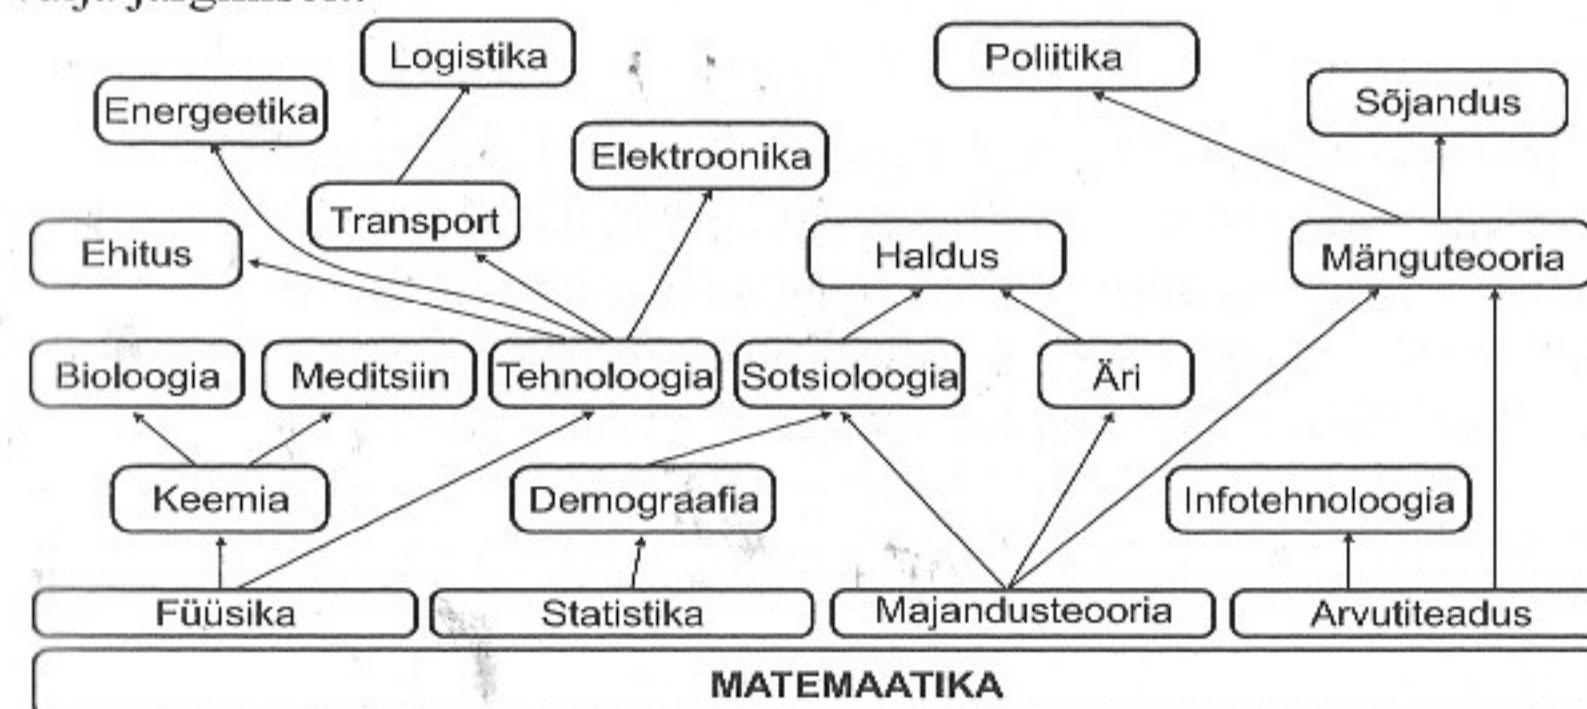 Logistika
Poliitika
Energeetika
Sõjandus
Elektroonika
Transport
Ehitus
Haldus
Mänguteooria
Bioloogia
Meditsiin
Tehnoloogia
Sotsioloogia
Äri
Keemia
Demograafia
Infotehnoloogia
Füüsika
Statistika
Majandusteooria
Arvutiteadus
MATEMAATIKA